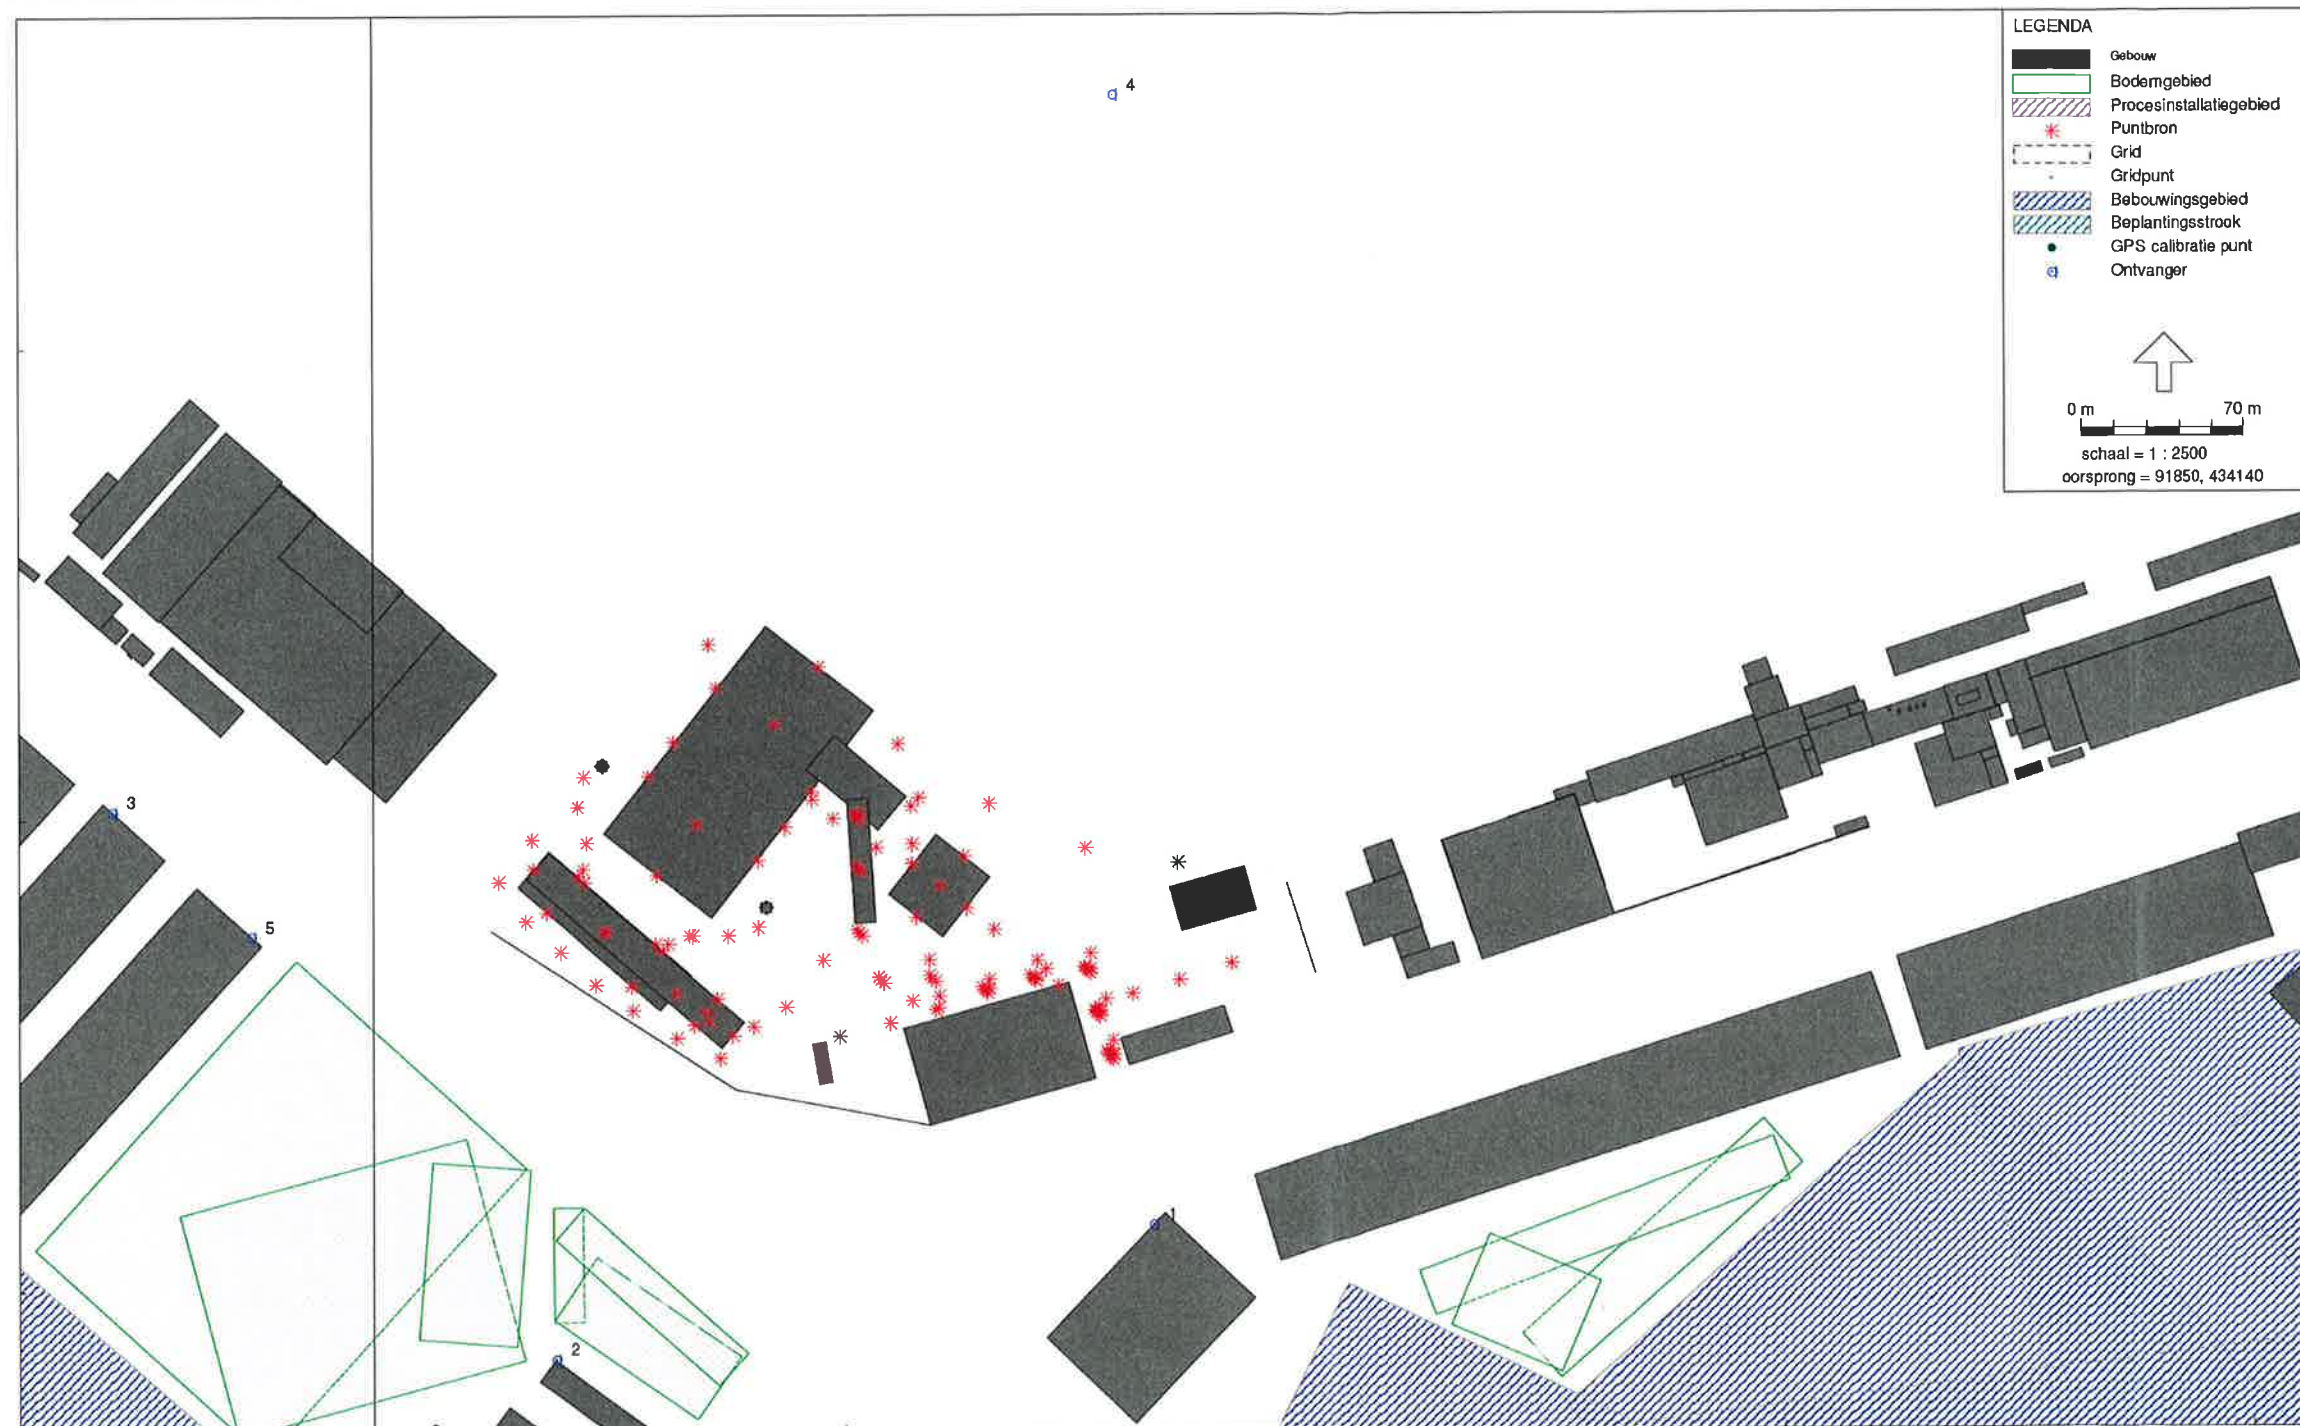 LEGENDA
Gebouw
Bodemgebied
Procesinstallatiegebied
Puntbron
Grid
Gridpunt
Bebouwingsgebied
Beplantingsstrook
GPS calibratie punt
Ontvanger
0 m 70 m
schaal = 1 : 2500
oorsprong = 91850, 434140
4
3
5
1
2